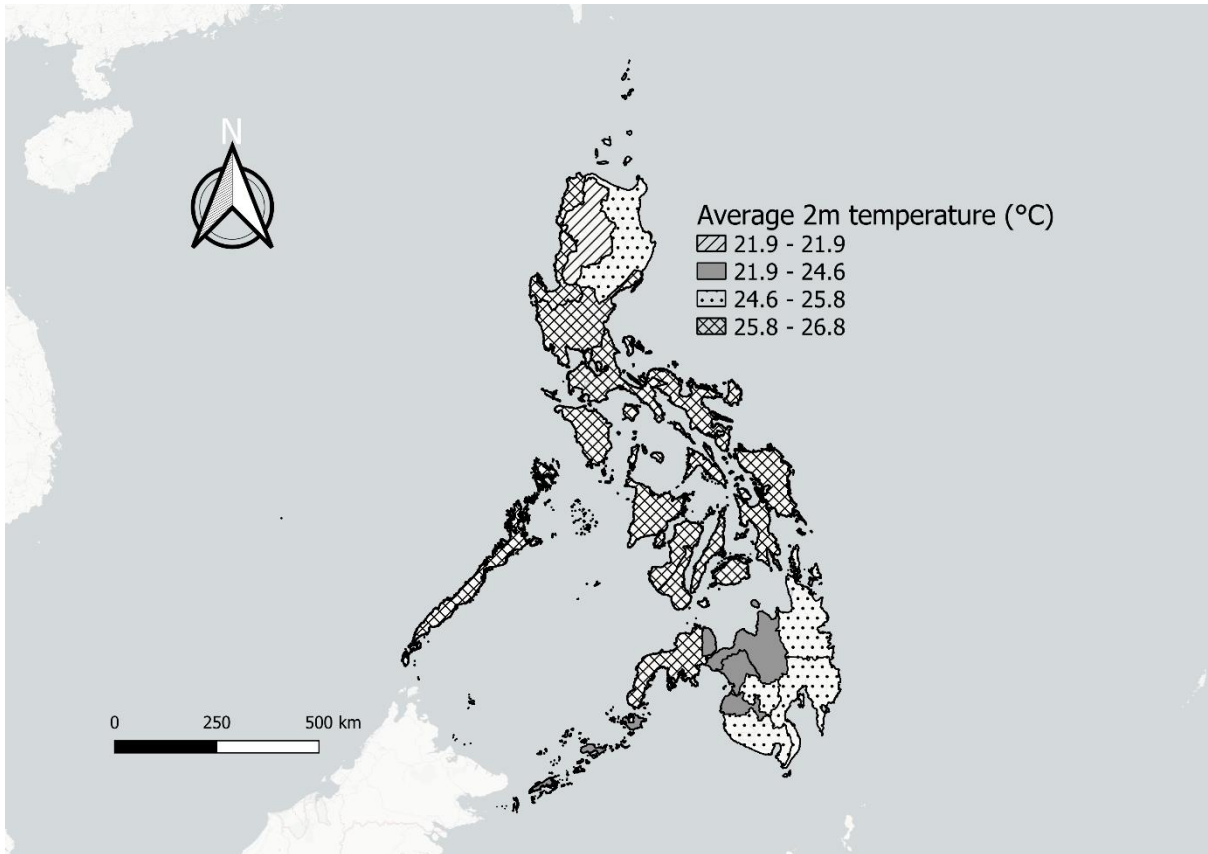 N
Average 2m temperature (°C)
21.9 - 21.9
21.9 - 24.6
24.6 - 25.8
25.8 - 26.8
0 250 500 km